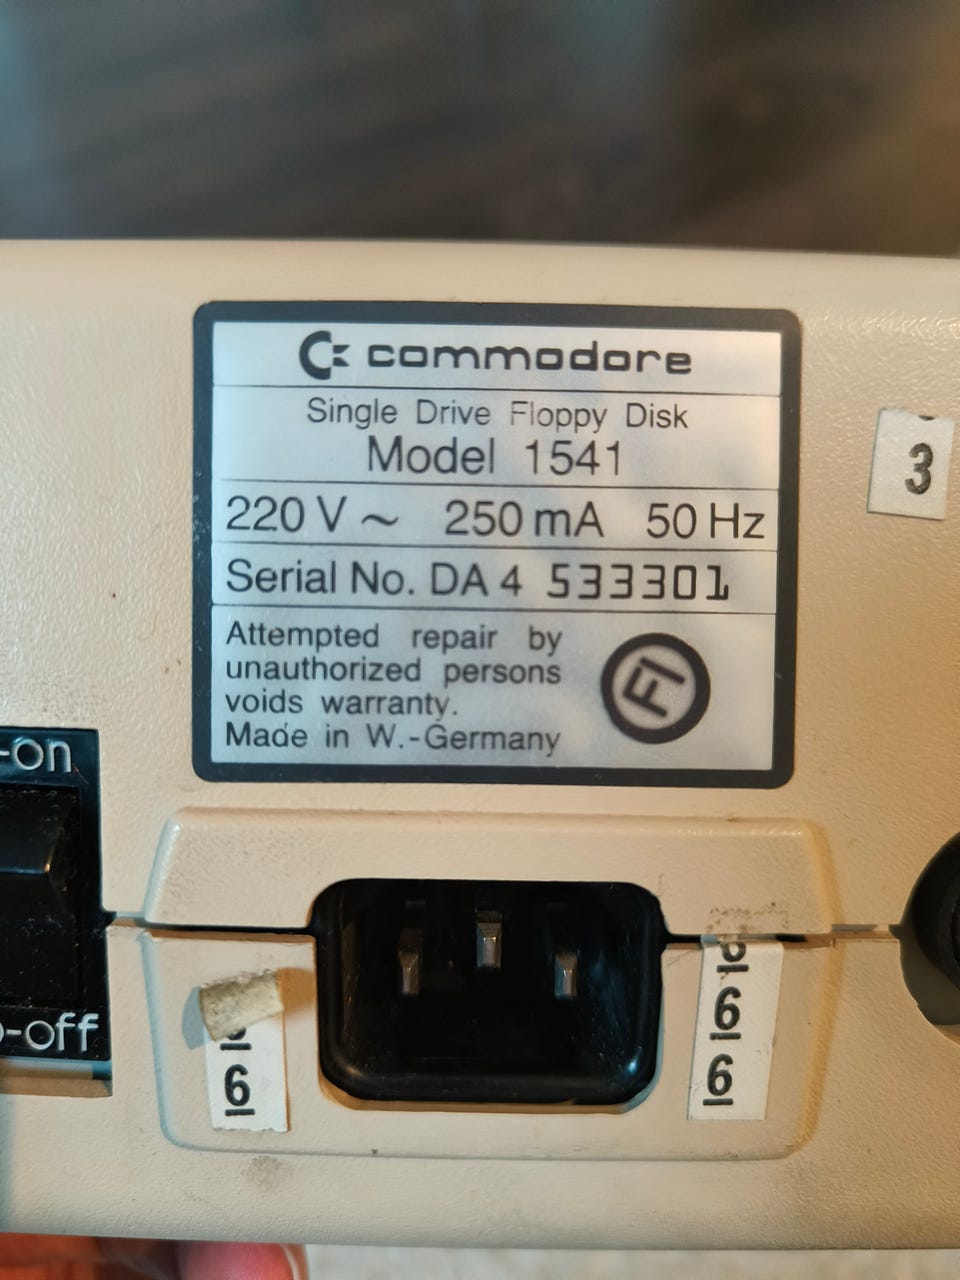 commodore
Single Drive Floppy Disk
Model 1541
220 V ~ 250 mA 50 Hz
Serial No. DA 4 533301
Attempted repair by
unauthorized persons
voids warranty.
Made in W.-Germany
FI
3
-on
-off
6
6
6